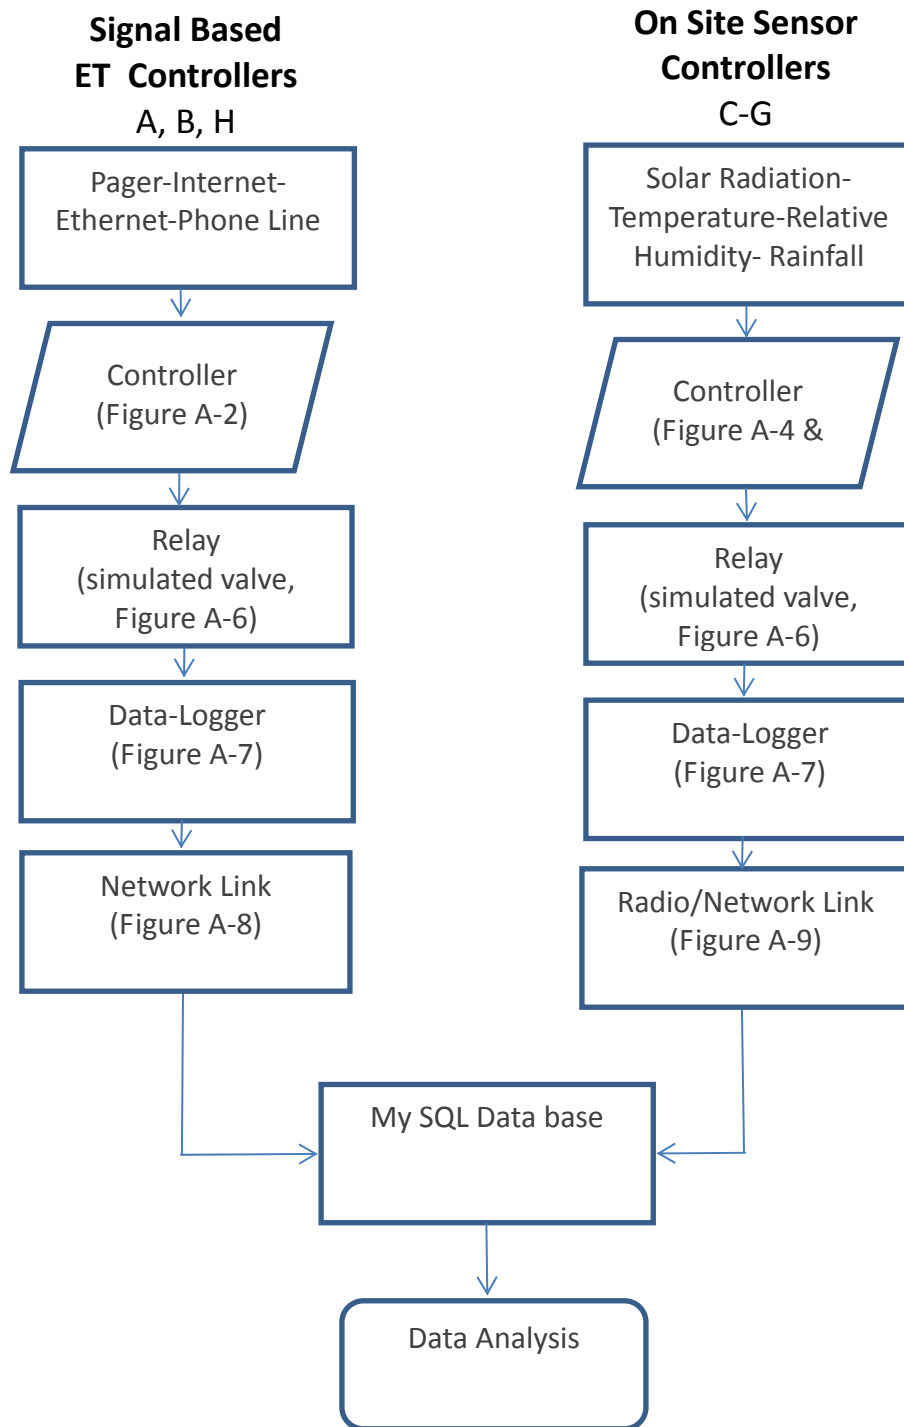 Signal Based
ET Controllers
A, B, H
Pager-Internet-
Ethernet-Phone Line
Controller
(Figure A-2)
Relay
(simulated valve,
Figure A-6)
Data-Logger
(Figure A-7)
Network Link
(Figure A-8)
On Site Sensor
Controllers
C-G
Solar Radiation-
Temperature-Relative
Humidity- Rainfall
Controller
(Figure A-4 &
Relay
(simulated valve,
Figure A-6)
Data-Logger
(Figure A-7)
Radio/Network Link
(Figure A-9)
My SQL Data base
Data Analysis